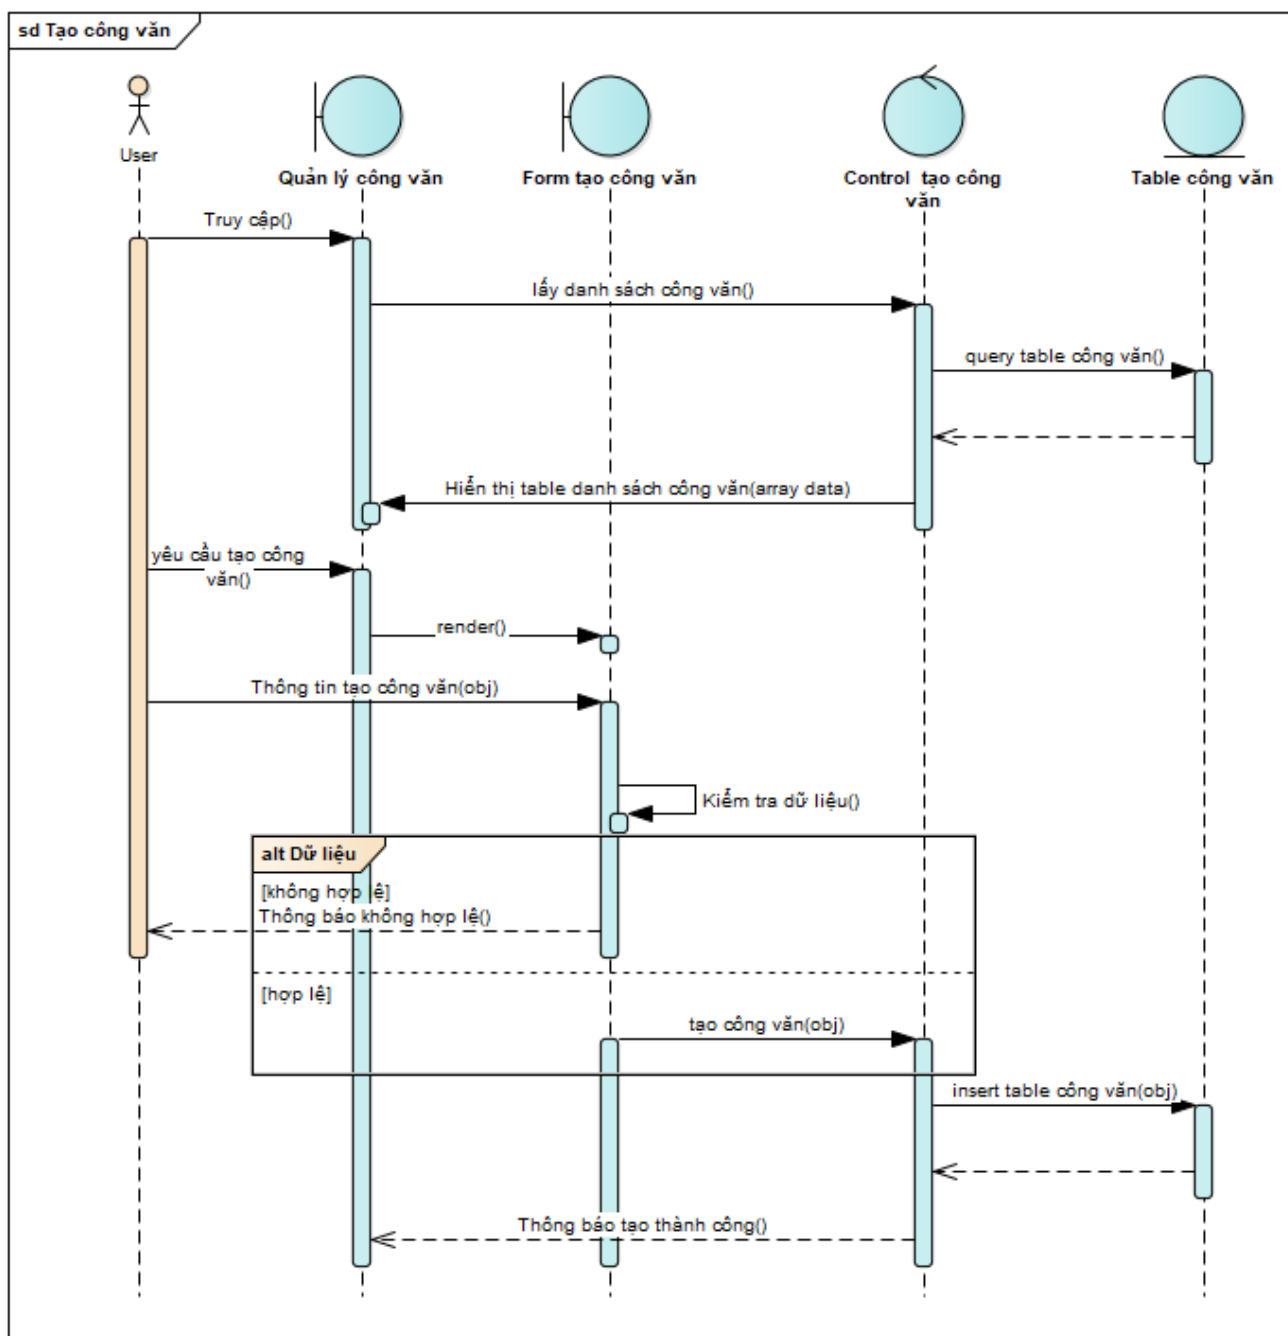 sd Tạo công văn
User
Quản lý công văn
Form tạo công văn
Control tạo công
văn
Table công văn
Truy cập()
lấy danh sách công văn()
query table công văn()
Hiển thị table danh sách công văn(array data)
yêu cầu tạo công
văn()
render()
Thông tin tạo công văn(obj)
Kiểm tra dữ liệu()
alt Dữ liệu
[không hợp lệ]
Thông báo không hợp lệ()
[hợp lệ]
tạo công văn(obj)
insert table công văn(obj)
Thông báo tạo thành công()